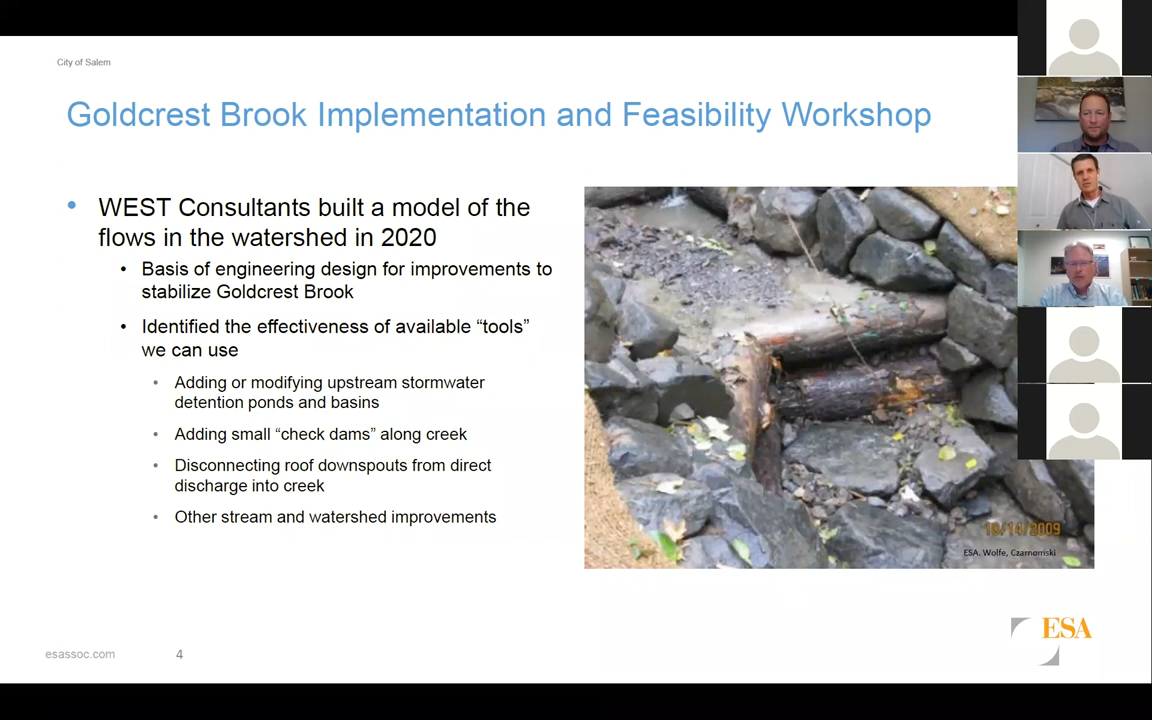 City of Salem
Goldcrest Brook Implementation and Feasibility Workshop
• WEST Consultants built a model of the
flows in the watershed in 2020
• Basis of engineering design for improvements to
stabilize Goldcrest Brook
• Identified the effectiveness of available “tools”
we can use
• Adding or modifying upstream stormwater
detention ponds and basins
• Adding small “check dams” along creek
• Disconnecting roof downspouts from direct
discharge into creek
• Other stream and watershed improvements
10/14/2009
ESA. Wolfe, Czarnomski
ESA
esassoc.com
4